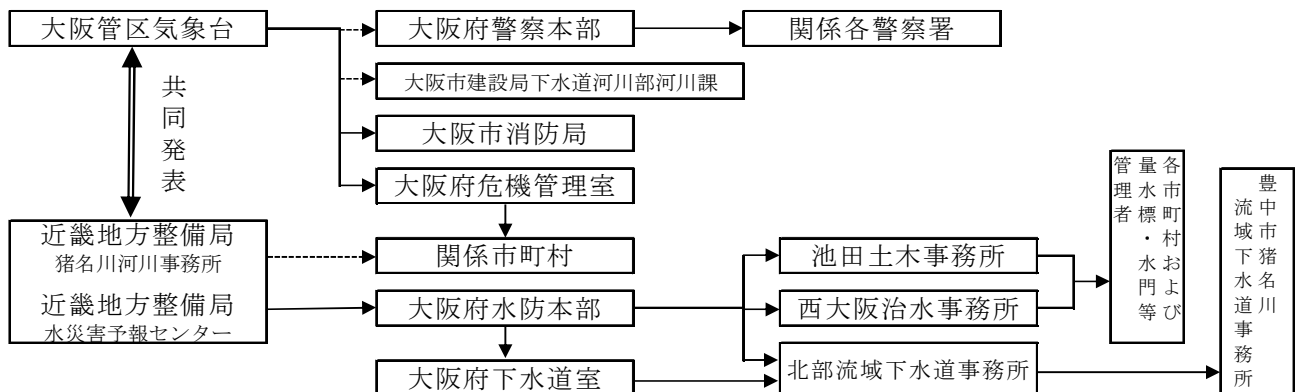 大阪管区気象台
大阪府警察本部
関係各警察署
大阪市建設局下水道河川部河川課
共同発表
大阪市消防局
大阪府危機管理室
近畿地方整備局
猪名川河川事務所
関係市町村
池田土木事務所
近畿地方整備局
水災害予報センター
大阪府水防本部
西大阪治水事務所
大阪府下水道室
北部流域下水道事務所
各市町村および
量水標・水門等
管理者
豊中市猪名川
流域下水道事務所